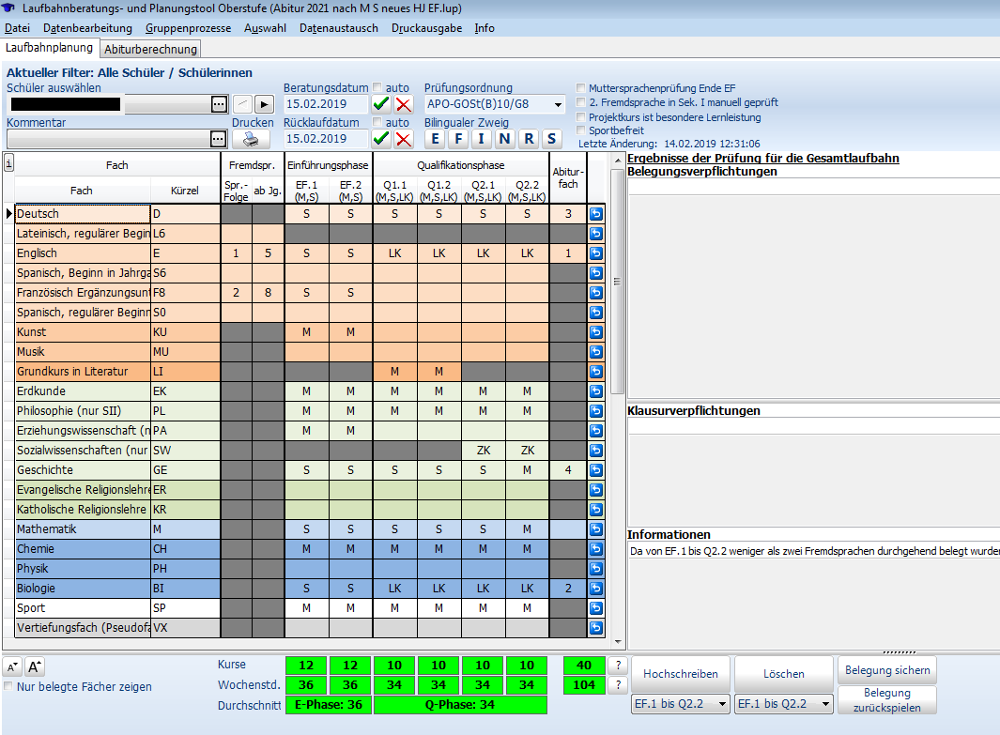 Laufbahnberatungs- und Planungstool Oberstufe (Abitur 2021 nach M S neues HJ EF.lup)
Datei Datenbearbeitung Gruppenprozesse Auswahl Datenaustausch Druckausgabe Info
Laufbahnplanung Abiturberechnung
Aktueller Filter: Alle Schüler / Schülerinnen
Schüler auswählen Beratungsdatum auto Prüfungsordnung Muttersprachenprüfung Ende EF
15.02.2019 APO-GOSt(B)10/G8 2. Fremdsprache in Sek. I manuell geprüft
Kommentar Drucken Rücklaufdatum auto Bilingualer Zweig Projektkurs ist besondere Lernleistung
15.02.2019 E F I N R S Sportbefreit
Letzte Änderung: 14.02.2019 12:31:06
Fach Fremdspr. Einführungsphase Qualifikationsphase Abitur-
fach
Fach Kürzel Spr.-
Folge ab Jg. EF.1
(M,S) EF.2
(M,S) Q1.1
(M,S,LK) Q1.2
(M,S,LK) Q2.1
(M,S,LK) Q2.2
(M,S,LK)
Deutsch D S S S S S S 3
Lateinisch, regulärer Begin L6
Englisch E 1 5 S S LK LK LK LK 1
Spanisch, Beginn in Jahrga S6
Französisch Ergänzungsunt F8 2 8 S S
Spanisch, regulärer Beginn S0
Kunst KU M M
Musik MU
Grundkurs in Literatur LI M M
Erdkunde EK M M M M M M
Philosophie (nur SII) PL M M M M M M
Erziehungswissenschaft (n PA M M
Sozialwissenschaften (nur SW ZK ZK
Geschichte GE S S S S S M 4
Evangelische Religionslehre ER
Katholische Religionslehre KR
Mathematik M S S S S S M
Chemie CH M M M M M M
Physik PH
Biologie BI S S LK LK LK LK 2
Sport SP M M M M M M
Vertiefungsfach (Pseudofa VX
Ergebnisse der Prüfung für die Gesamtlaufbahn
Belegungsverpflichtungen
Klausurverpflichtungen
Informationen
Da von EF.1 bis Q2.2 weniger als zwei Fremdsprachen durchgehend belegt wurden
A A Kurse 12 12 10 10 10 10 40 ? Hochschreiben Löschen Belegung sichern
Nur belegte Fächer zeigen Wochenstd. 36 36 34 34 34 34 104 ?
Durchschnitt E-Phase: 36 Q-Phase: 34 EF.1 bis Q2.2 EF.1 bis Q2.2 Belegung
zurückspielen